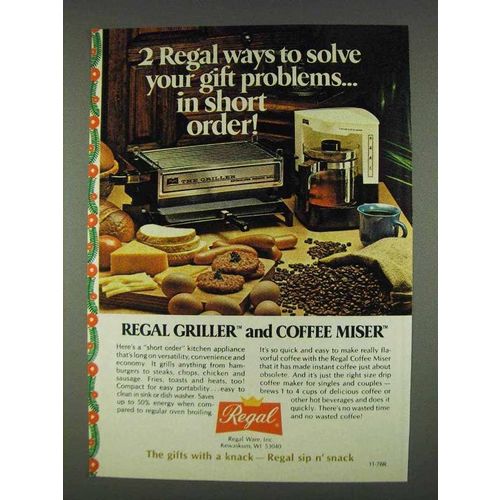 2 Regal ways to solve
your gift problems...
in short
order!
THE GRILLER
REGAL GRILLER™ and COFFEE MISER™
Here's a "short order" kitchen appliance
that's long on versatility, convenience and
economy. It grills anything from ham-
burgers to steaks, chops, chicken and
sausage. Fries, toasts and heats, too!
Compact for easy portability . . . easy to
clean in sink or dish washer. Saves
up to 50% energy when com-
pared to regular oven broiling.
It's so quick and easy to make really fla-
vorful coffee with the Regal Coffee Miser
that it has made instant coffee just about
obsolete. And it's just the right size drip
coffee maker for singles and couples —
brews 1 to 4 cups of delicious coffee or
other hot beverages and does it
quickly. There's no wasted time
and no wasted coffee!
Regal
Regal Ware, Inc.
Kewaskum, WI 53040
The gifts with a knack — Regal sip n' snack
11-78R